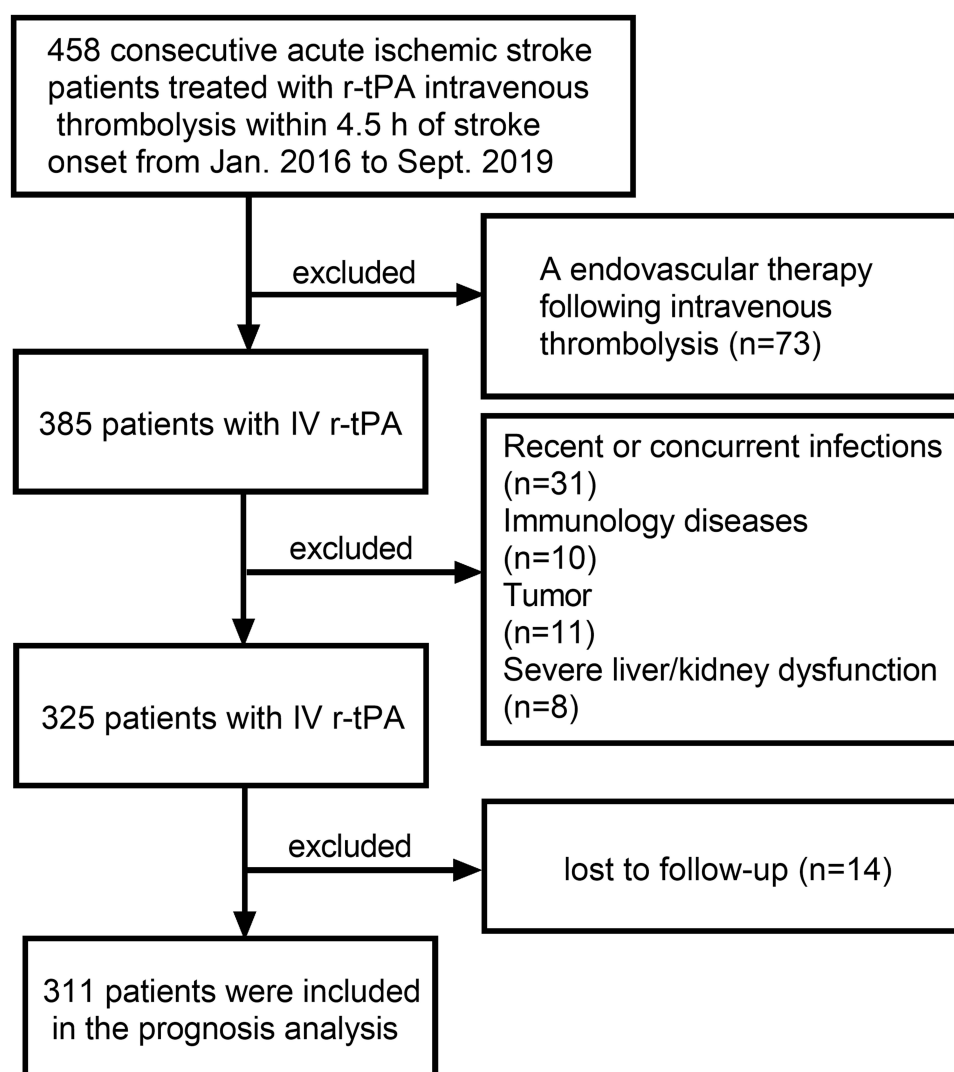 458 consecutive acute ischemic stroke
patients treated with r-tPA intravenous
thrombolysis within 4.5 h of stroke
onset from Jan. 2016 to Sept. 2019
excluded
A endovascular therapy
following intravenous
thrombolysis (n=73)
385 patients with IV r-tPA
excluded
Recent or concurrent infections
(n=31)
Immunology diseases
(n=10)
Tumor
(n=11)
Severe liver/kidney dysfunction
(n=8)
325 patients with IV r-tPA
excluded
lost to follow-up (n=14)
311 patients were included
in the prognosis analysis